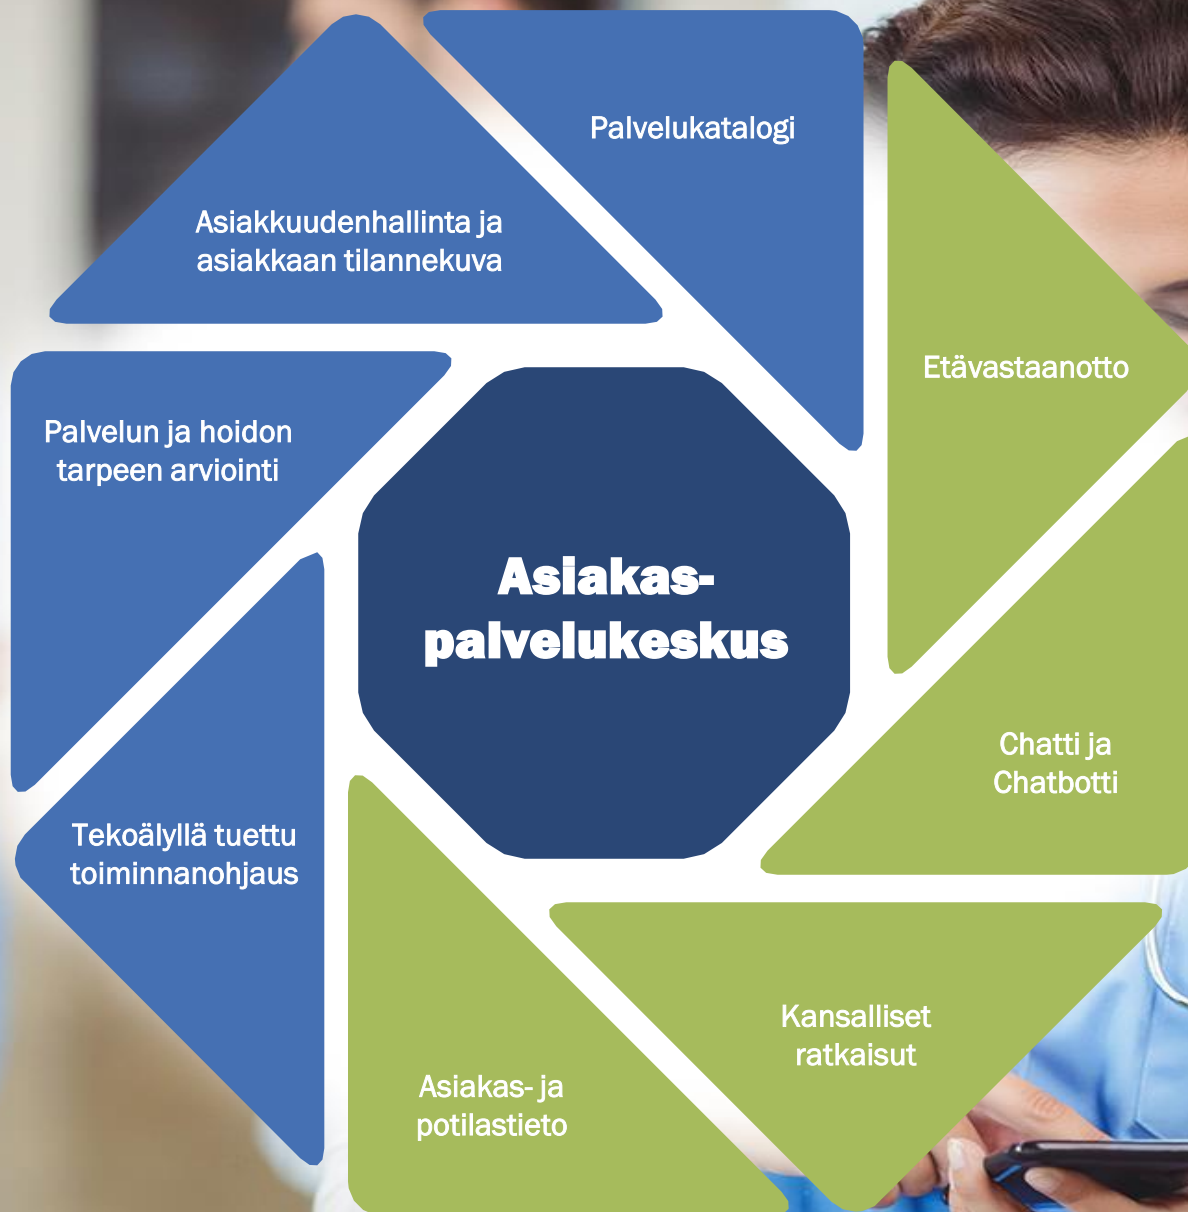 Palvelukatalogi
Asiakkuudenhallinta ja
asiakkaan tilannekuva
Etävastaanotto
Palvelun ja hoidon
tarpeen arviointi
Asiakas-
palvelukeskus
Chatti ja
Chatbotti
Tekoälyllä tuettu
toiminnanohjaus
Kansalliset
ratkaisut
Asiakas- ja
potilastieto